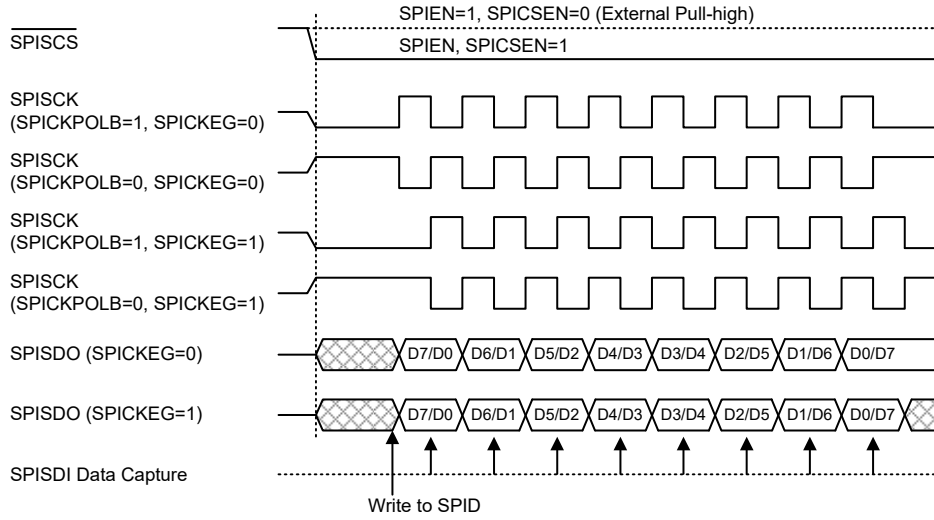 SPIEN=1, SPICSEN=0 (External Pull-high)
SPISCS
SPIEN, SPICSEN=1
SPISCK
(SPICKPOLB=1, SPICKEG=0)
SPISCK
(SPICKPOLB=0, SPICKEG=0)
SPISCK
(SPICKPOLB=1, SPICKEG=1)
SPISCK
(SPICKPOLB=0, SPICKEG=1)
SPISDO (SPICKEG=0) D7/D0 D6/D1 D5/D2 D4/D3 D3/D4 D2/D5 D1/D6 D0/D7
SPISDO (SPICKEG=1) D7/D0 D6/D1 D5/D2 D4/D3 D3/D4 D2/D5 D1/D6 D0/D7
SPISDI Data Capture
Write to SPID